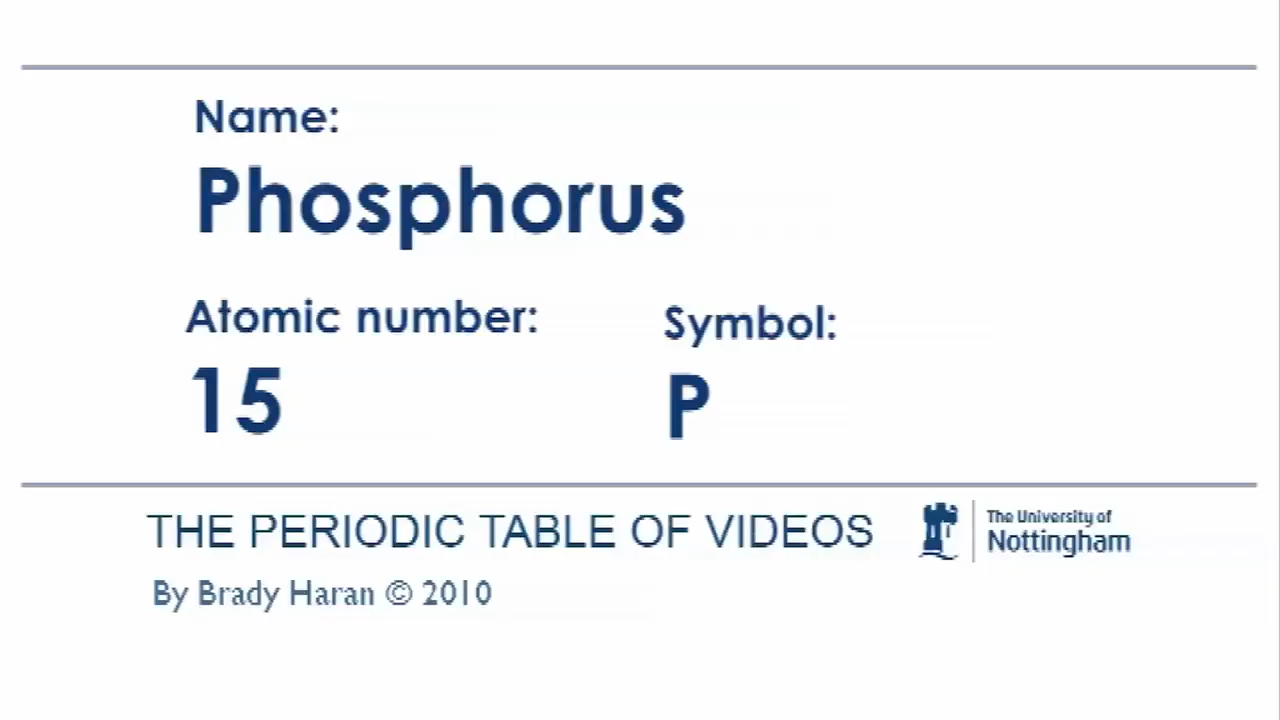 Name:
Phosphorus
Atomic number:
Symbol:
15
P
THE PERIODIC TABLE OF VIDEOS
The University of
Nottingham
By Brady Haran © 2010